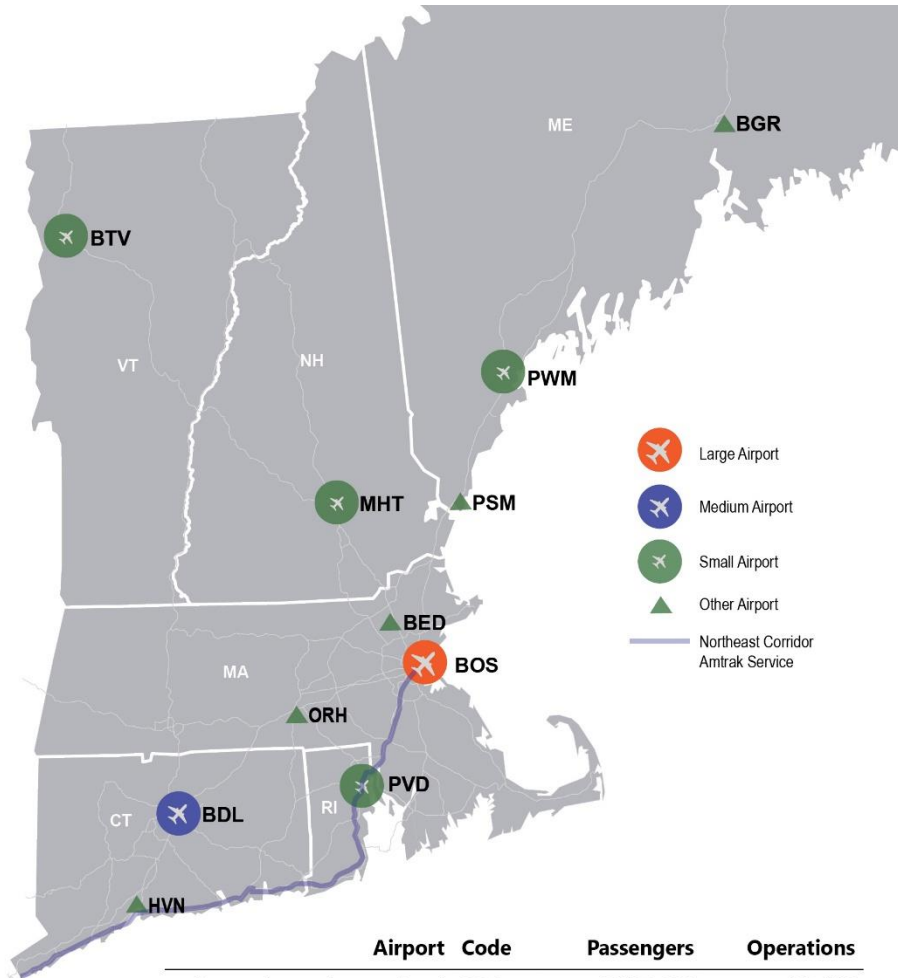 ME
BGR
BTV
VT
NH
PWM
Large Airport
MHT
PSM
Medium Airport
Small Airport
Other Airport
BED
Northeast Corridor
Amtrak Service
BOS
MA
ORH
PVD
RI
BDL
CT
HVN
Airport Code Passengers Operations